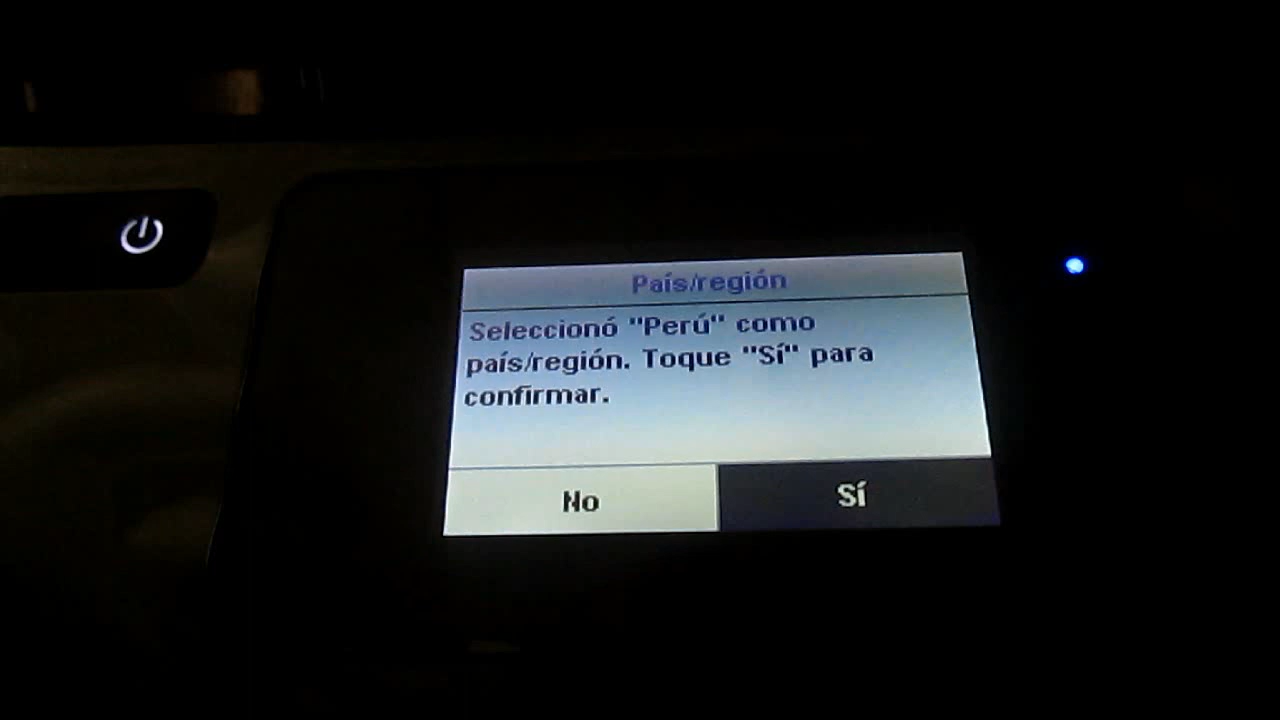 País/región
Seleccionó "Perú" como
país/región. Toque "Sí" para
confirmar.
No
Sí